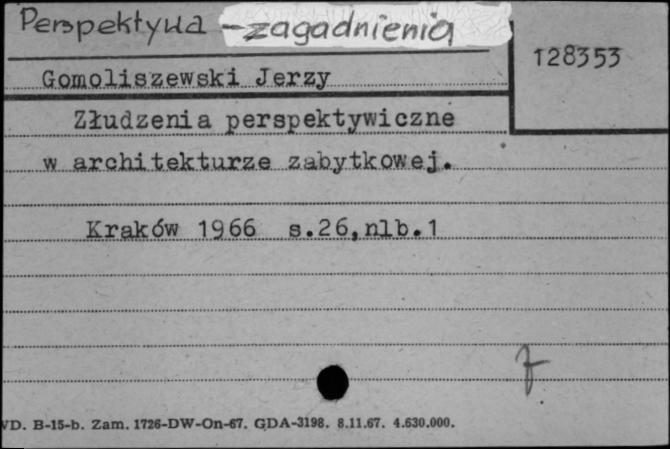 Perspektywa - zagadnienia
128353
Gomoliszewski Jerzy
Złudzenia perspektywiczne
w architekturze zabytkowej.
Kraków 1966 s.26,nlb.1
VD. B-15-b. Zam. 1726-DW-On-67. GDA-3198. 8.11.67. 4.630.000.